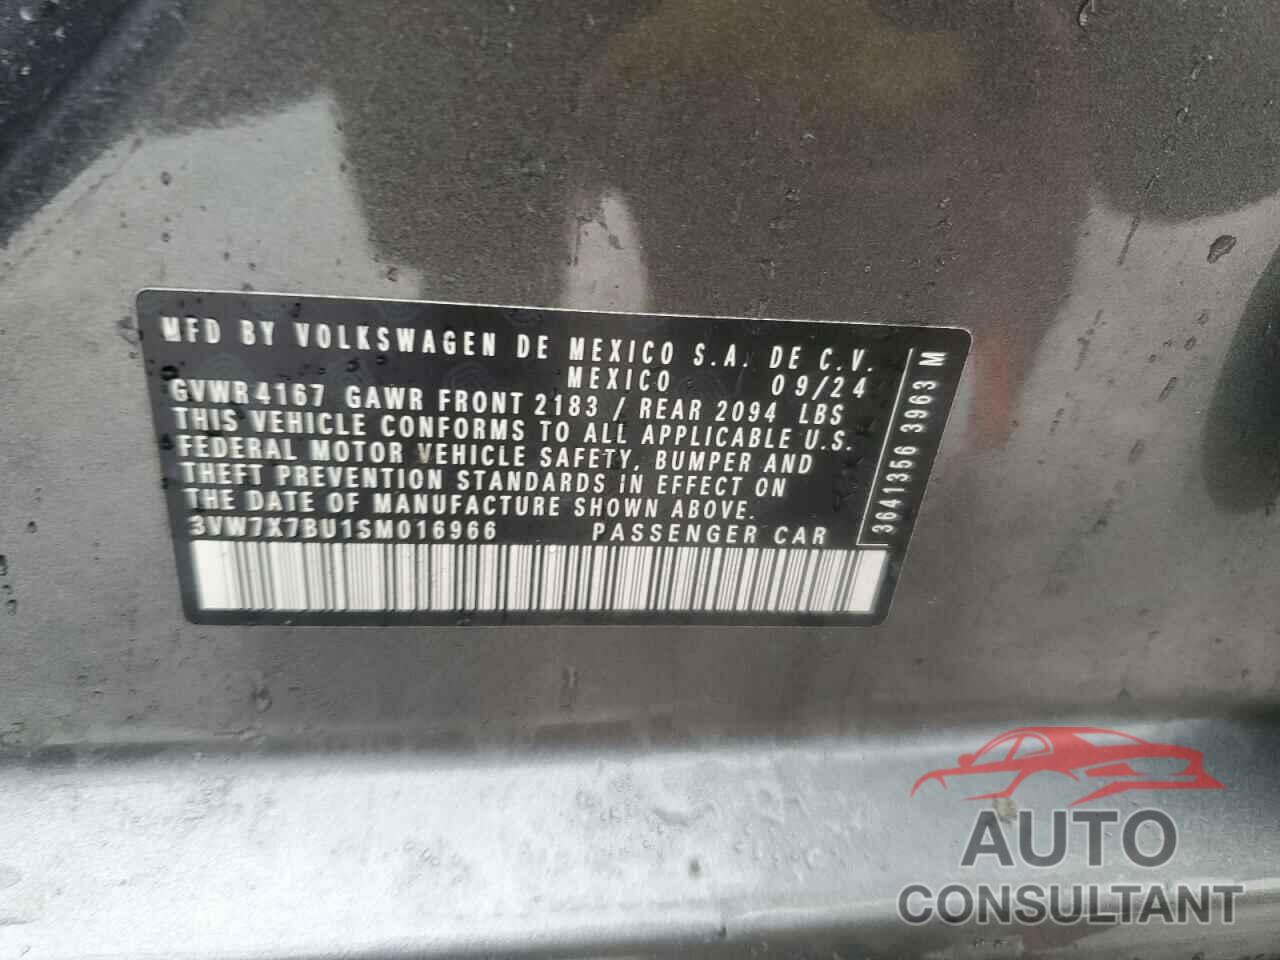 MFD BY VOLKSWAGEN DE MEXICO S.A. DE C.V.
MEXICO 09/24
GVWR 4167 GAWR FRONT 2183 / REAR 2094 LBS
THIS VEHICLE CONFORMS TO ALL APPLICABLE U.S.
FEDERAL MOTOR VEHICLE SAFETY, BUMPER AND
THEFT PREVENTION STANDARDS IN EFFECT ON
THE DATE OF MANUFACTURE SHOWN ABOVE.
3VW7X7BU1SM016966 PASSENGER CAR
3641356 3963 M
AUTO
CONSULTANT